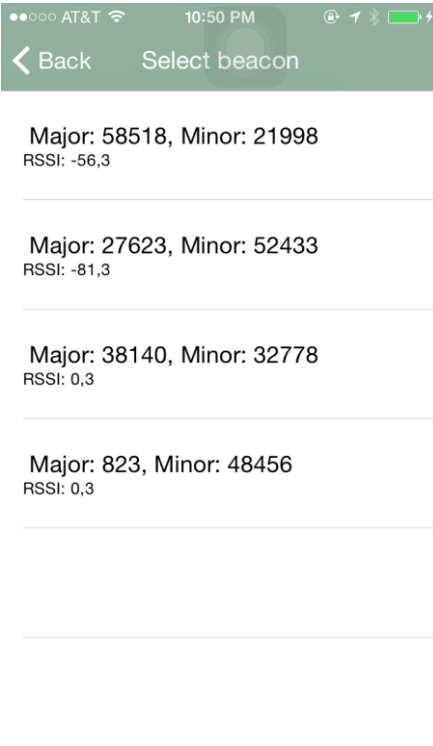 AT&T 10:50 PM
Back Select beacon
Major: 58518, Minor: 21998
RSSI: -56,3
Major: 27623, Minor: 52433
RSSI: -81,3
Major: 38140, Minor: 32778
RSSI: 0,3
Major: 823, Minor: 48456
RSSI: 0,3